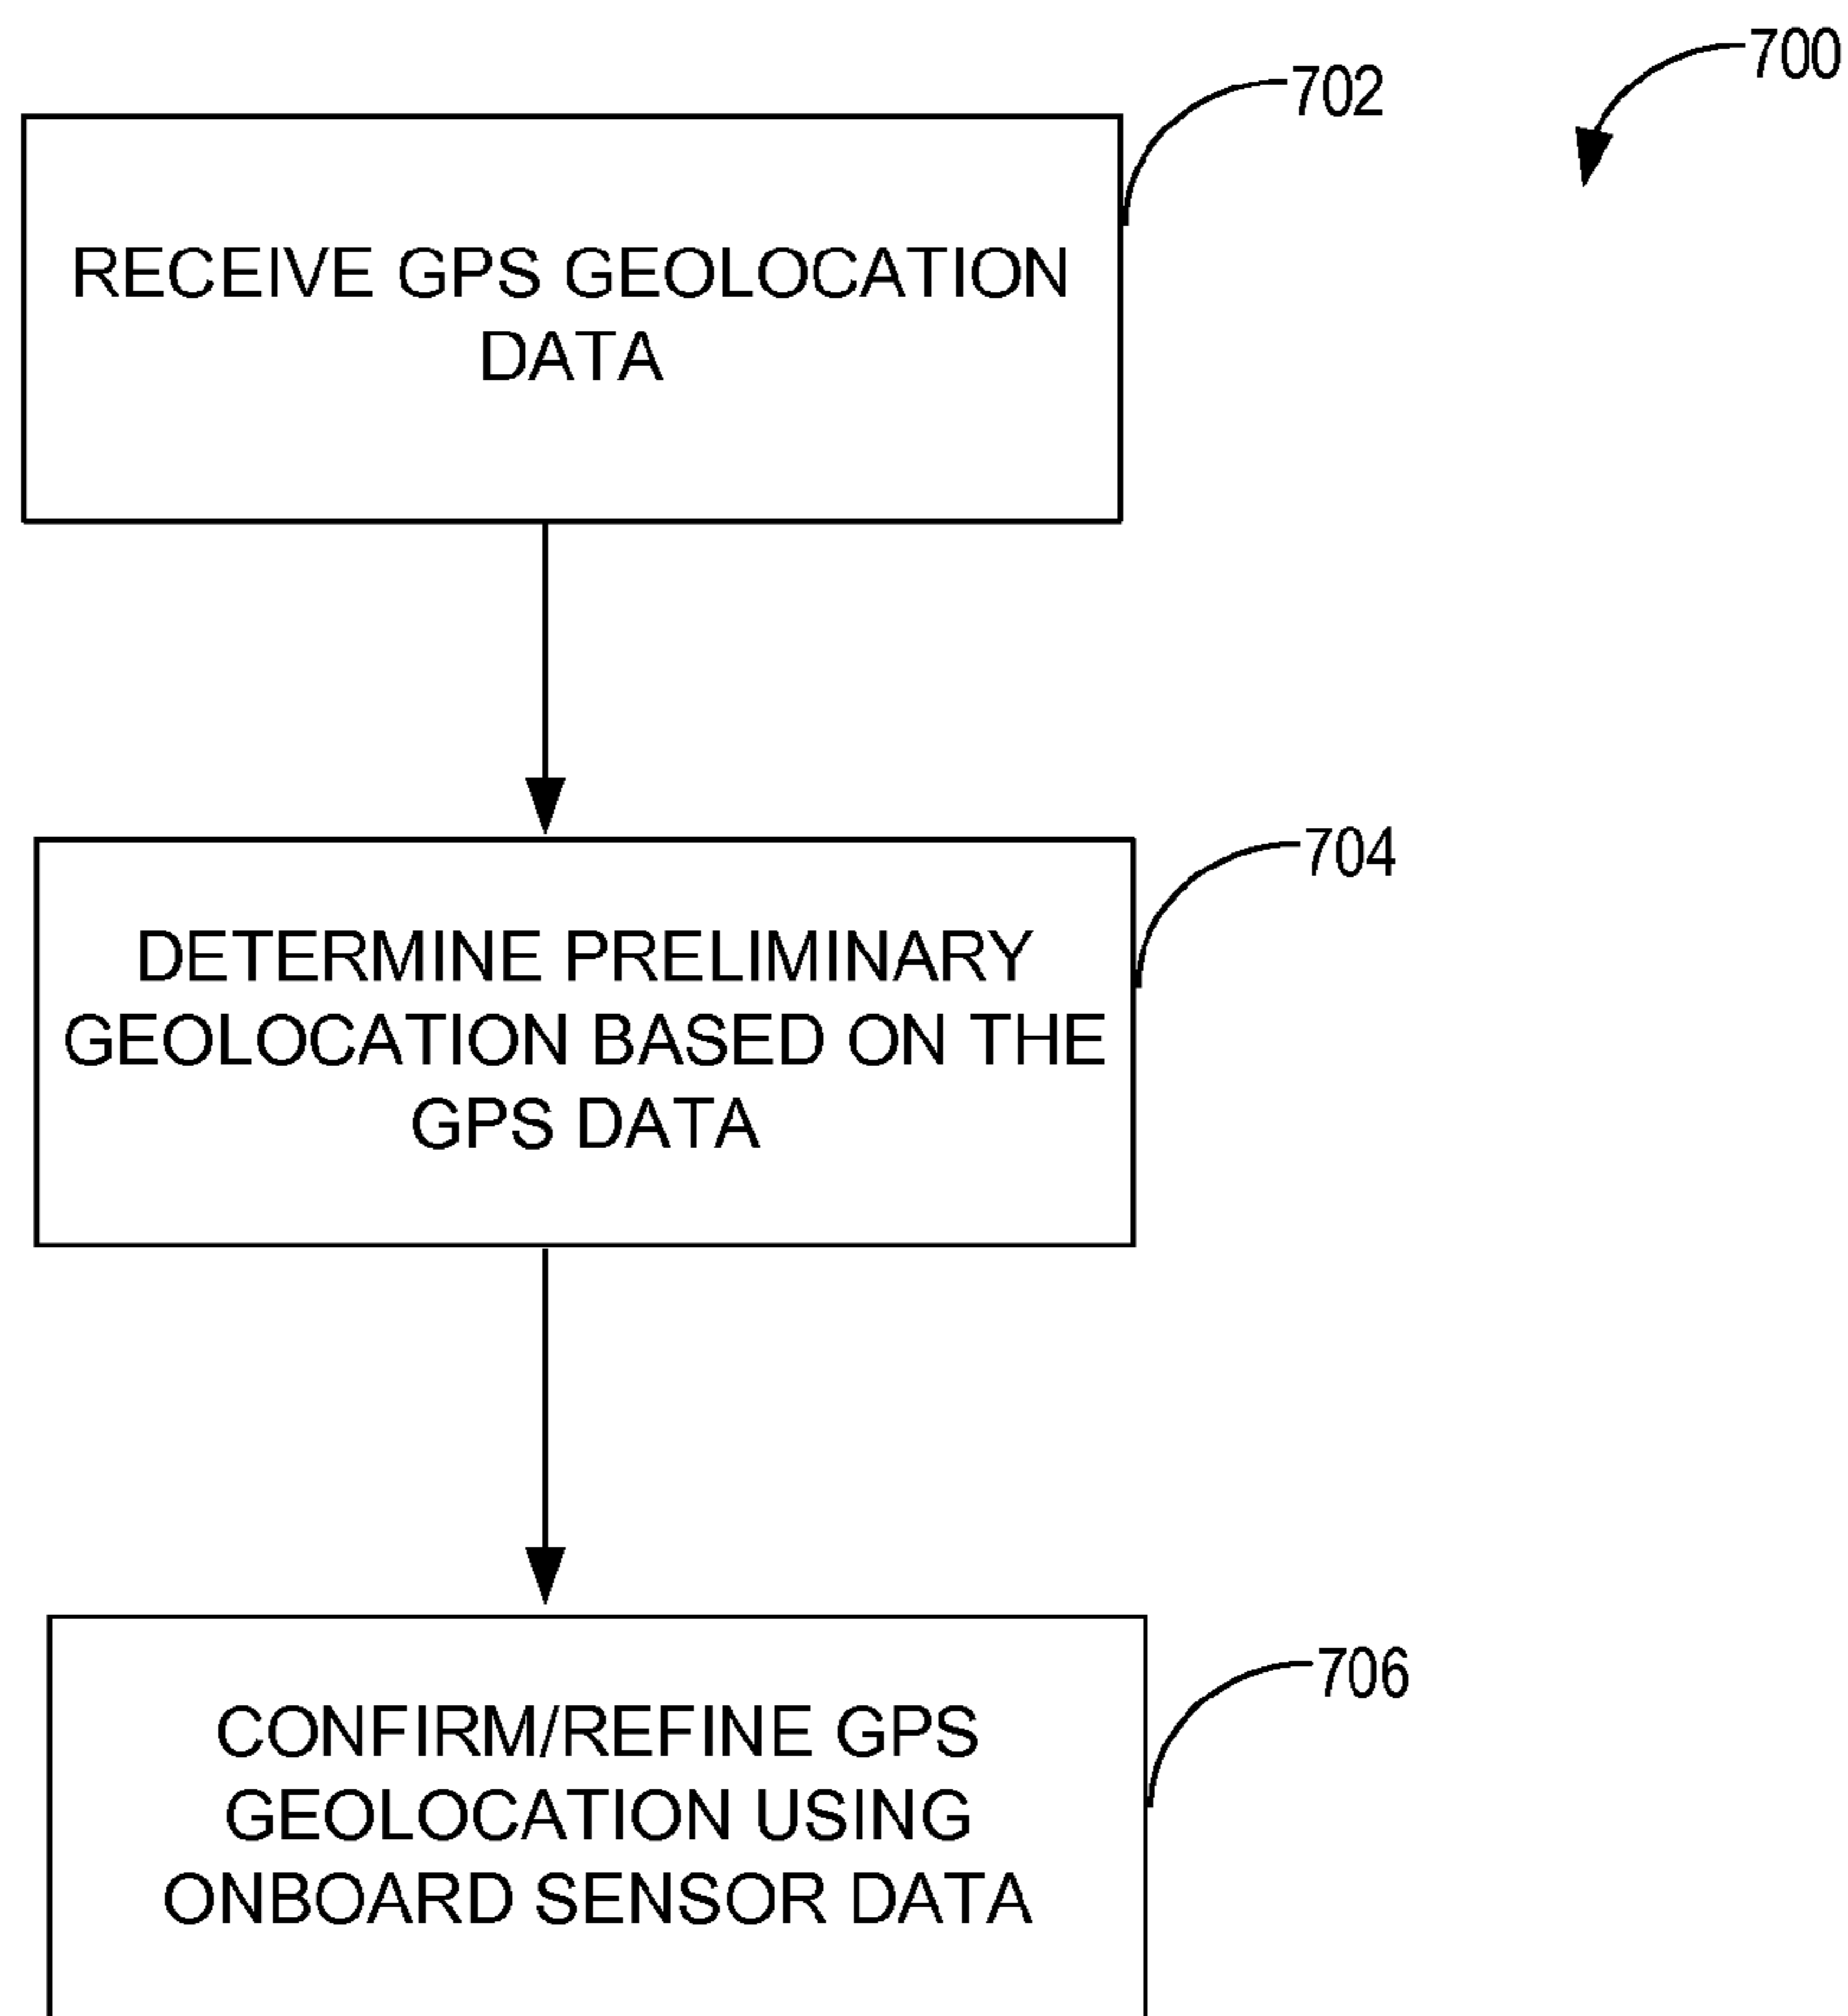 700
702
RECEIVE GPS GEOLOCATION
DATA
704
DETERMINE PRELIMINARY
GEOLOCATION BASED ON THE
GPS DATA
706
CONFIRM/REFINE GPS
GEOLOCATION USING
ONBOARD SENSOR DATA